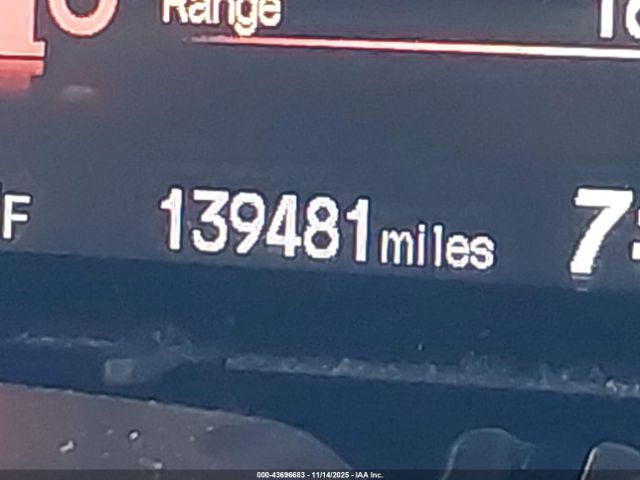 Range
F 139481 miles
000-43696683 - 11/14/2025 - IAA Inc.